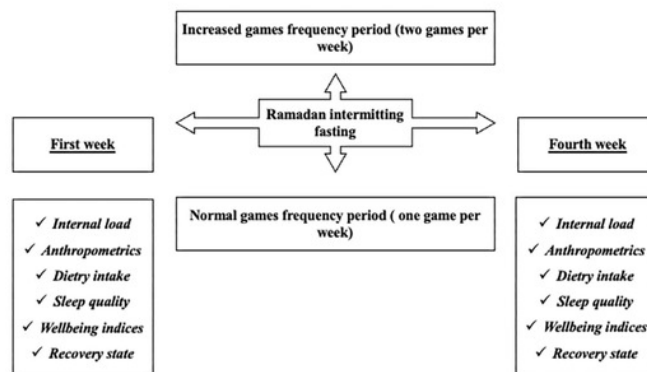 Increased games frequency period (two games per
week)
Ramadan intermitting
fasting
First week
Fourth week
Normal games frequency period ( one game per
week)
✓ Internal load
✓ Anthropometrics
✓ Dietry intake
✓ Sleep quality
✓ Wellbeing indices
✓ Recovery state
✓ Internal load
✓ Anthropometrics
✓ Dietry intake
✓ Sleep quality
✓ Wellbeing indices
✓ Recovery state